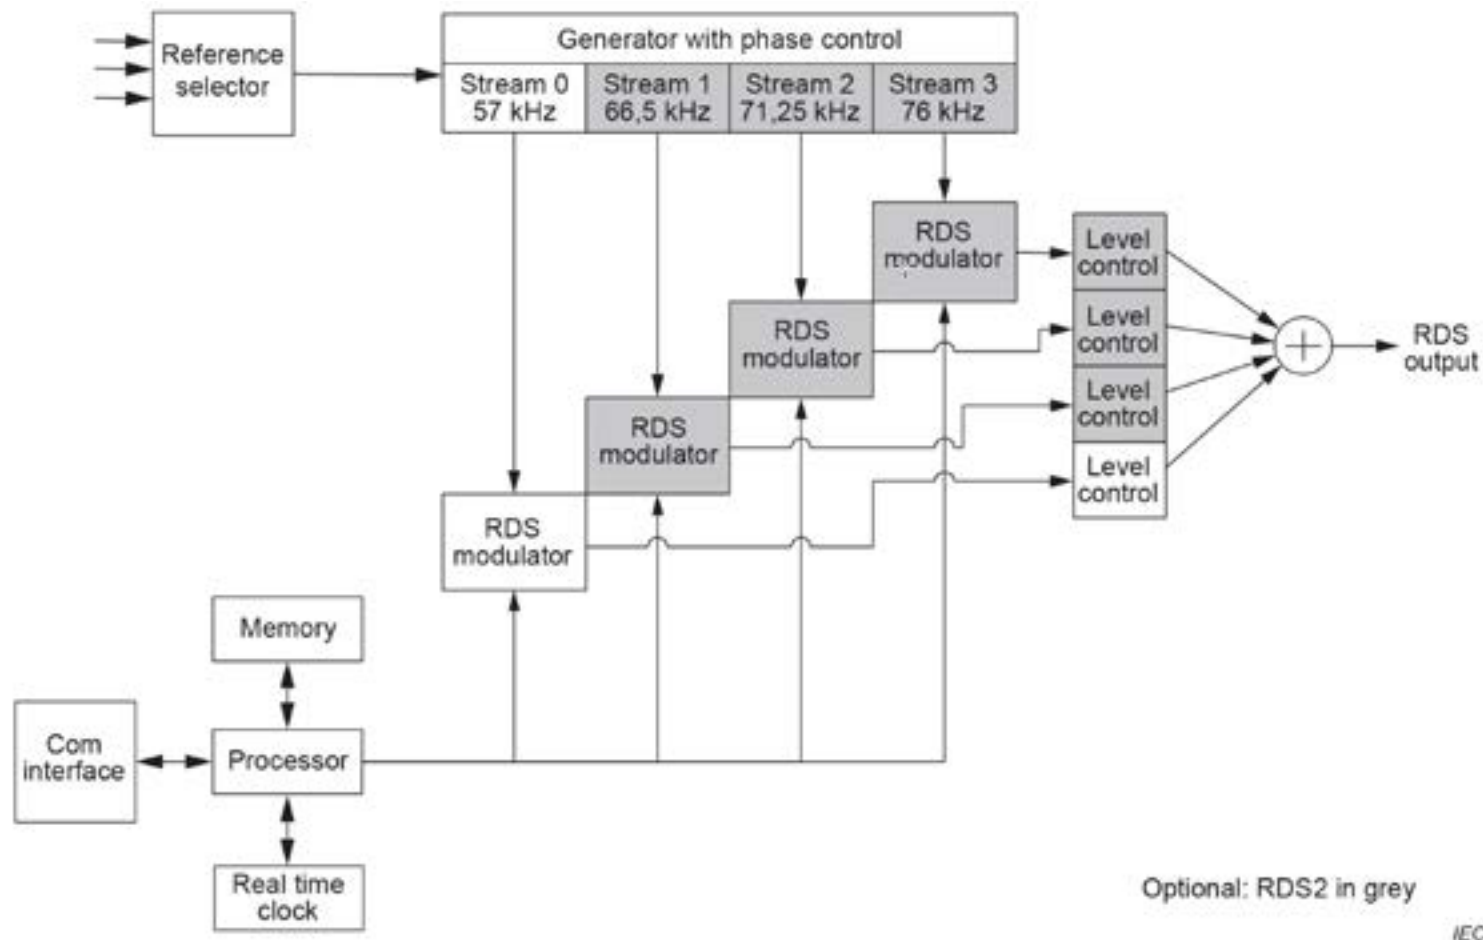 Reference
selector
Generator with phase control
Stream 0
57 kHz
Stream 1
66,5 kHz
Stream 2
71,25 kHz
Stream 3
76 kHz
RDS
modulator
Level
control
RDS
modulator
Level
control
RDS
output
RDS
modulator
Level
control
RDS
modulator
Level
control
Memory
Com
interface
Processor
Real time
clock
Optional: RDS2 in grey
IEC